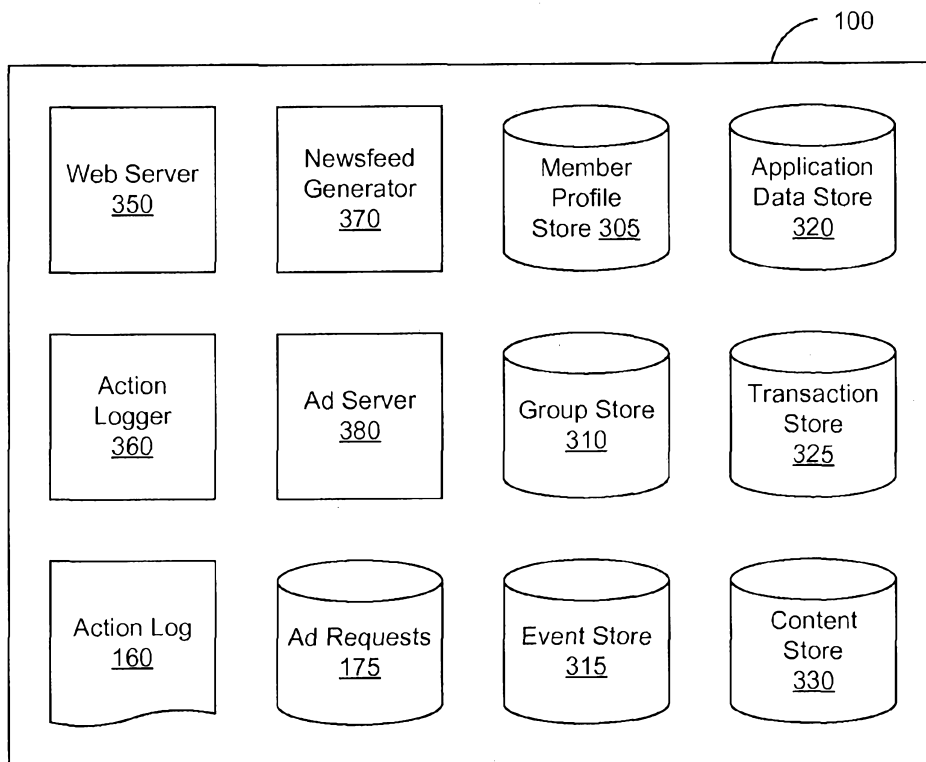 100
Web Server
350
Newsfeed
Generator
370
Member
Profile
Store 305
Application
Data Store
320
Action
Logger
360
Ad Server
380
Group Store
310
Transaction
Store
325
Action Log
160
Ad Requests
175
Event Store
315
Content
Store
330